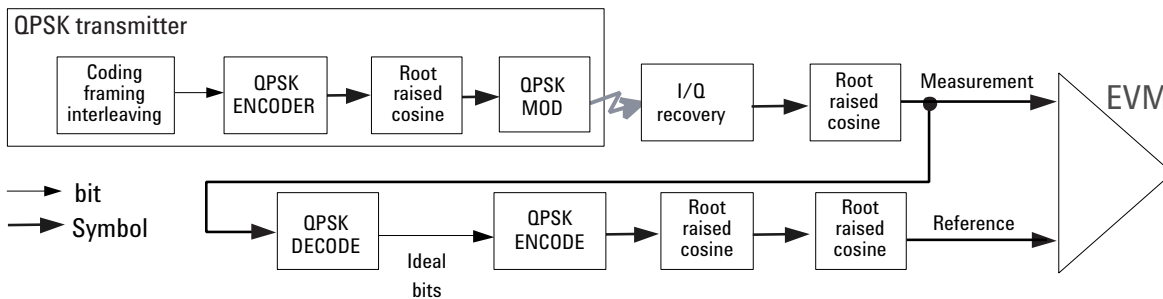 QPSK transmitter
Coding
framing
interleaving
QPSK
ENCODER
Root
raised
cosine
QPSK
MOD
I/Q
recovery
Root
raised
cosine
Measurement
EVM
bit
Symbol
QPSK
DECODE
Ideal
bits
QPSK
ENCODE
Root
raised
cosine
Root
raised
cosine
Reference